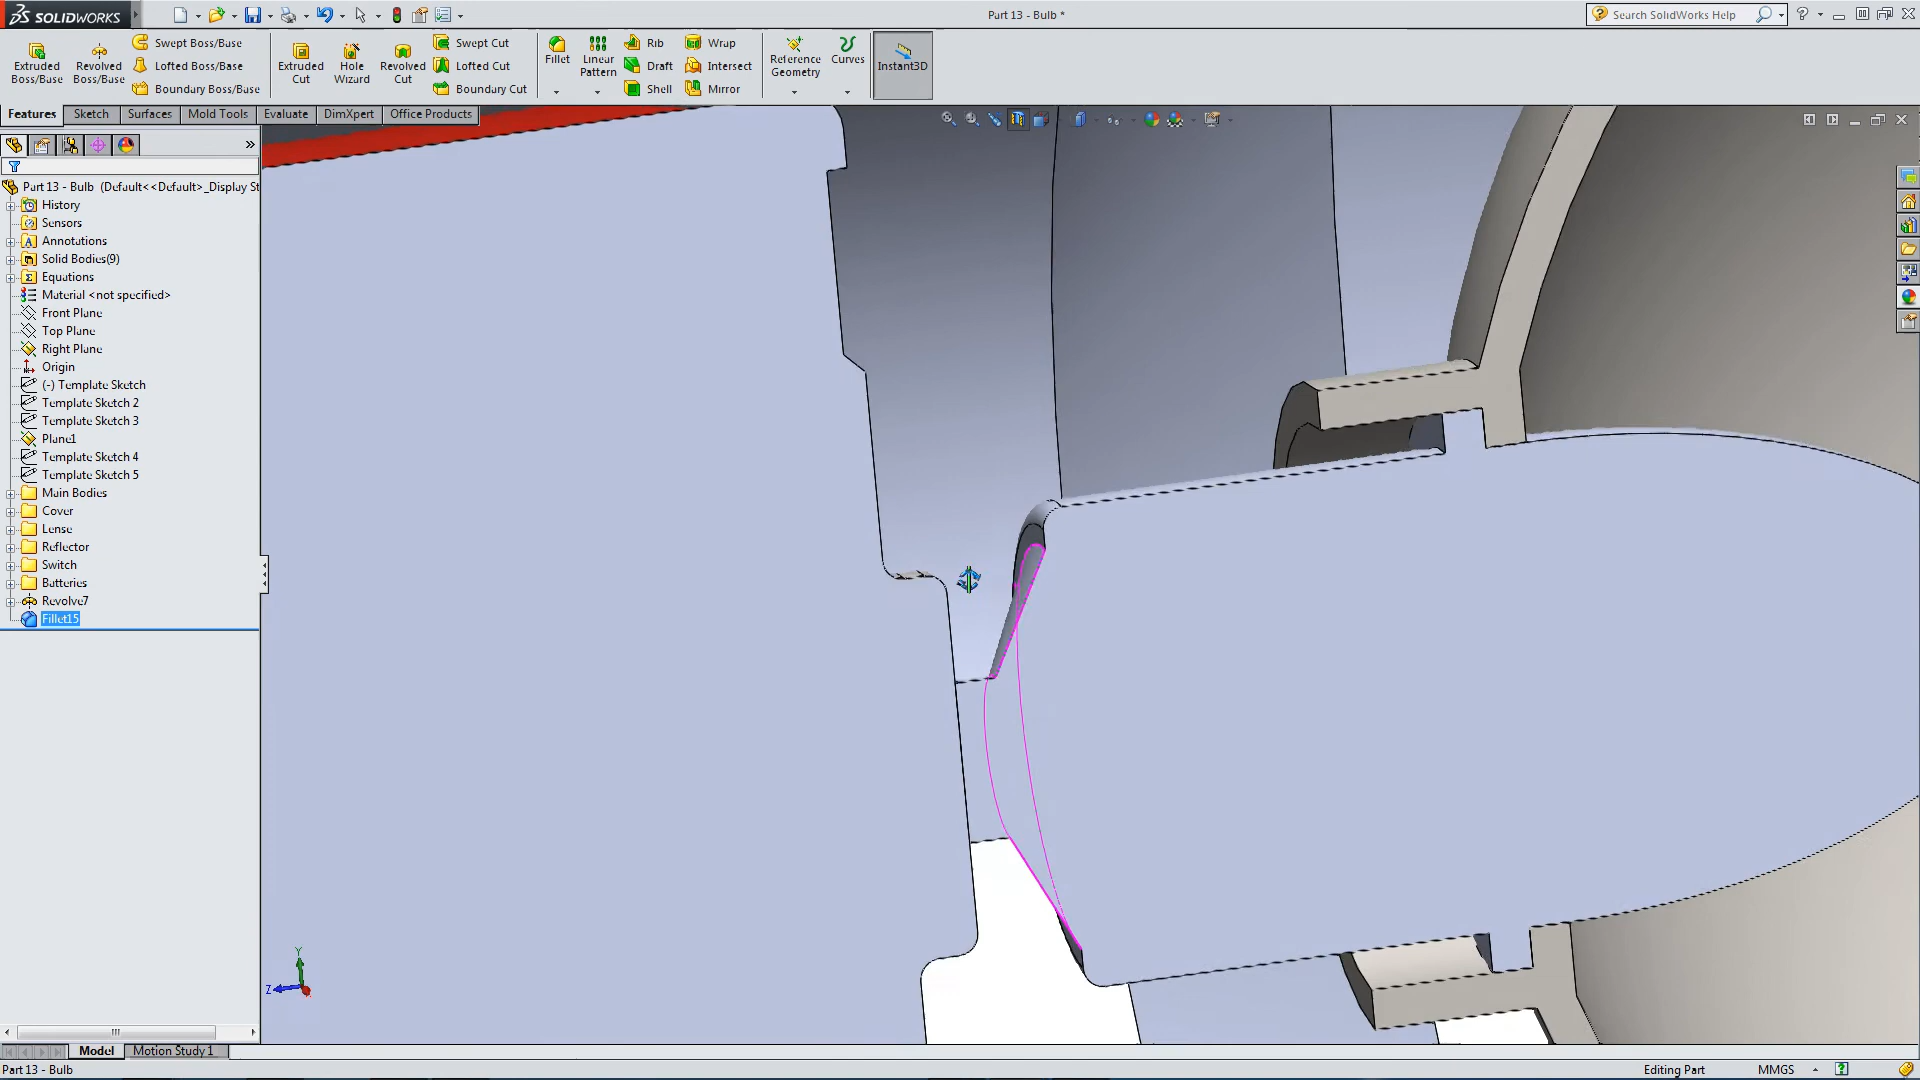 SOLIDWORKS
Part 13 - Bulb *
Search SolidWorks Help
Extruded Boss/Base
Revolved Boss/Base
Swept Boss/Base
Lofted Boss/Base
Boundary Boss/Base
Extruded Cut
Hole Wizard
Revolved Cut
Swept Cut
Lofted Cut
Boundary Cut
Fillet
Linear Pattern
Rib
Draft
Shell
Wrap
Intersect
Mirror
Reference Geometry
Curves
Instant3D
Features
Sketch
Surfaces
Mold Tools
Evaluate
DimXpert
Office Products
Part 13 - Bulb (Default<<Default>_Display St
History
Sensors
Annotations
Solid Bodies(9)
Equations
Material <not specified>
Front Plane
Top Plane
Right Plane
Origin
(-) Template Sketch
Template Sketch 2
Template Sketch 3
Plane1
Template Sketch 4
Template Sketch 5
Main Bodies
Cover
Lense
Reflector
Switch
Batteries
Revolve7
Fillet15
Y
Z
Model
Motion Study 1
Part 13 - Bulb
Editing Part
MMGS